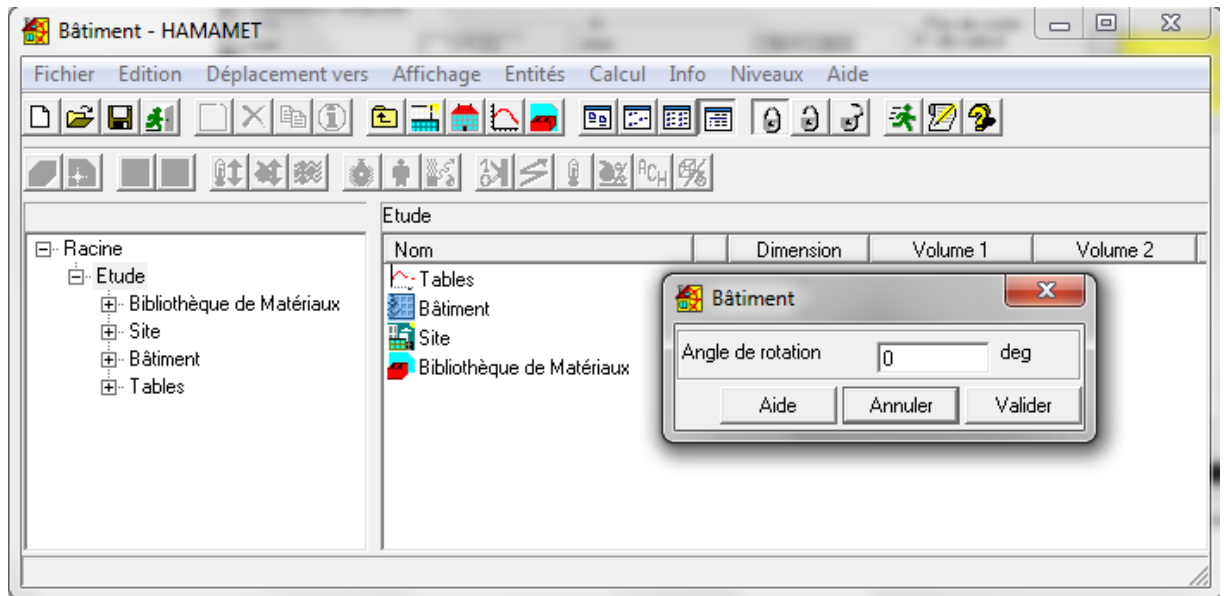 Bâtiment - HAMAMET
Fichier Edition Déplacement vers Affichage Entités Calcul Info Niveaux Aide
ACH
Etude
Racine
Etude
Bibliothèque de Matériaux
Site
Bâtiment
Tables
Nom Dimension Volume 1 Volume 2
Tables
Bâtiment
Site
Bibliothèque de Matériaux
Bâtiment
Angle de rotation 0 deg
Aide Annuler Valider